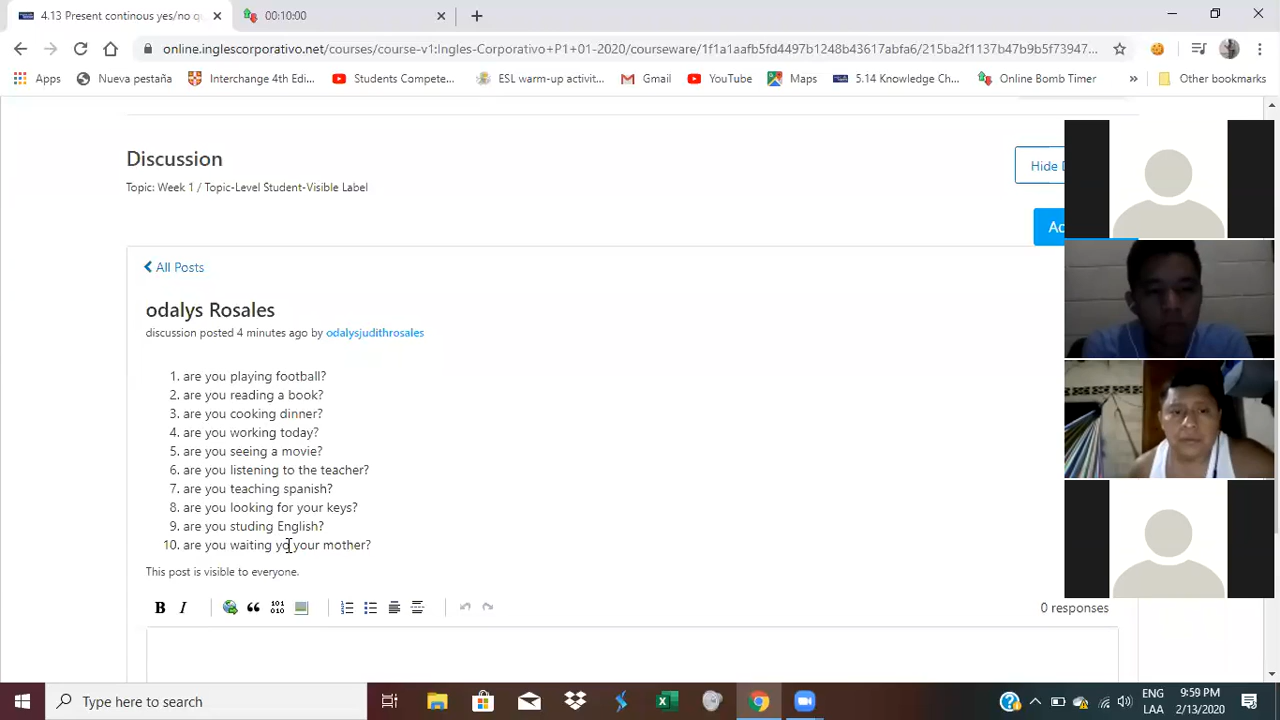 4.13 Present continous yes/no q
00:10:00
online.inglescorporativo.net/courses/course-v1:Ingles-Corporativo+P1+01-2020/courseware/1f1a1aafb5fd4497b1248b43617abfa6/215ba2f1137b47b9b5f73947...
Apps
Nueva pestaña
Interchange 4th Edi...
Students Compete...
ESL warm-up activit...
Gmail
YouTube
Maps
5.14 Knowledge Ch...
Online Bomb Timer
»
Other bookmarks
Discussion
Hide D
Topic: Week 1 / Topic-Level Student-Visible Label
Ac
All Posts
odalys Rosales
discussion posted 4 minutes ago by odalysjudithrosales
1. are you playing football?
2. are you reading a book?
3. are you cooking dinner?
4. are you working today?
5. are you seeing a movie?
6. are you listening to the teacher?
7. are you teaching spanish?
8. are you looking for your keys?
9. are you studing English?
10. are you waiting yo your mother?
This post is visible to everyone.
B I
0 responses
Type here to search
ENG
9:59 PM
LAA
2/13/2020